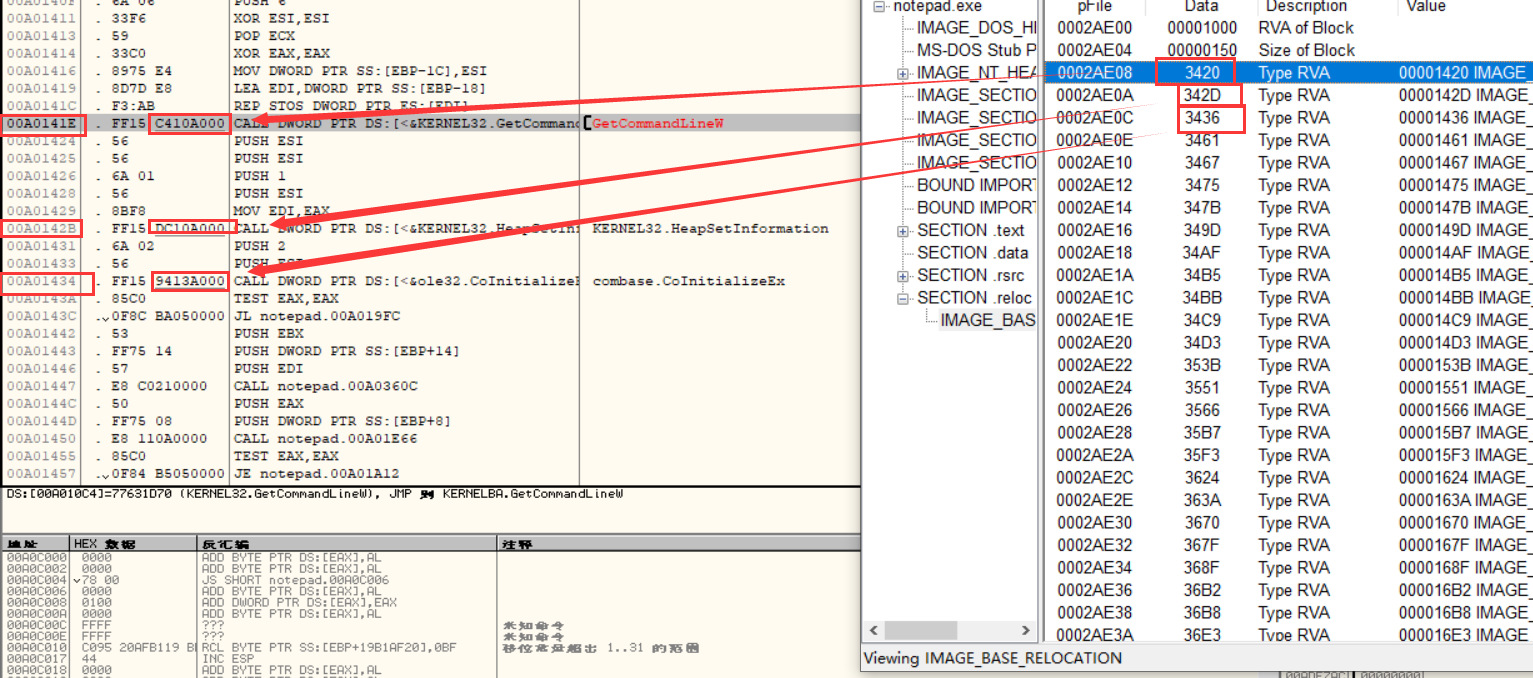 00A01411 . 33F6 XOR ESI,ESI
00A01413 . 59 POP ECX
00A01414 . 33C0 XOR EAX,EAX
00A01416 . 8975 E4 MOV DWORD PTR SS:[EBP-1C],ESI
00A01419 . 8D7D E8 LEA EDI,DWORD PTR SS:[EBP-18]
00A0141C . F3:AB REP STOS DWORD PTR ES:[EDI]
00A0141E . FF15 C410A000 CALL DWORD PTR DS:[<&KERNEL32.GetCommand GetCommandLineW
00A01424 . 56 PUSH ESI
00A01425 . 56 PUSH ESI
00A01426 . 6A 01 PUSH 1
00A01428 . 56 PUSH ESI
00A01429 . 8BF8 MOV EDI,EAX
00A0142B . FF15 DC10A000 CALL DWORD PTR DS:[<&KERNEL32.HeapSetIn KERNEL32.HeapSetInformation
00A01431 . 6A 02 PUSH 2
00A01433 . 56 PUSH ESI
00A01434 . FF15 9413A000 CALL DWORD PTR DS:[<&ole32.CoInitializeE combase.CoInitializeEx
00A0143A . 85C0 TEST EAX,EAX
00A0143C . 0F8C BA050000 JL notepad.00A019FC
00A01442 . 53 PUSH EBX
00A01443 . FF75 14 PUSH DWORD PTR SS:[EBP+14]
00A01446 . 57 PUSH EDI
00A01447 . E8 C0210000 CALL notepad.00A0360C
00A0144C . 50 PUSH EAX
00A0144D . FF75 08 PUSH DWORD PTR SS:[EBP+8]
00A01450 . E8 110A0000 CALL notepad.00A01E66
00A01455 . 85C0 TEST EAX,EAX
00A01457 . 0F84 B5050000 JE notepad.00A01A12
DS:[00A010C4]=77631D70 (KERNEL32.GetCommandLineW), JMP 到 KERNELBA.GetCommandLineW
地址 HEX 数据 反汇编 注释
00A0C000 0000 ADD BYTE PTR DS:[EAX],AL
00A0C002 0000 ADD BYTE PTR DS:[EAX],AL
00A0C004 78 00 JS SHORT notepad.00A0C006
00A0C006 0000 ADD BYTE PTR DS:[EAX],AL
00A0C008 0100 ADD DWORD PTR DS:[EAX],EAX
00A0C00A 0000 ADD BYTE PTR DS:[EAX],AL
00A0C00C FFFF ??? 未知命令
00A0C00E FFFF ??? 未知命令
00A0C010 C095 20AFB119 B RCL BYTE PTR SS:[EBP+19B1AF20],0BF 移位常量超出 1..31 的范围
00A0C017 44 INC ESP
00A0C018 0000 ADD BYTE PTR DS:[EAX],AL
notepad.exe
IMAGE_DOS_H
MS-DOS Stub P
IMAGE_NT_HEA
IMAGE_SECTIO
IMAGE_SECTIO
IMAGE_SECTIO
IMAGE_SECTIO
BOUND IMPORT
BOUND IMPORT
SECTION .text
SECTION .data
SECTION .rsrc
SECTION .reloc
IMAGE_BAS
pFile Data Description Value
0002AE00 00001000 RVA of Block
0002AE04 00000150 Size of Block
0002AE08 3420 Type RVA 00001420 IMAGE_
0002AE0A 342D Type RVA 0000142D IMAGE_
0002AE0C 3436 Type RVA 00001436 IMAGE_
0002AE0E 3461 Type RVA 00001461 IMAGE_
0002AE10 3467 Type RVA 00001467 IMAGE_
0002AE12 3475 Type RVA 00001475 IMAGE_
0002AE14 347B Type RVA 0000147B IMAGE_
0002AE16 349D Type RVA 0000149D IMAGE_
0002AE18 34AF Type RVA 000014AF IMAGE_
0002AE1A 34B5 Type RVA 000014B5 IMAGE_
0002AE1C 34BB Type RVA 000014BB IMAGE_
0002AE1E 34C9 Type RVA 000014C9 IMAGE_
0002AE20 34D3 Type RVA 000014D3 IMAGE_
0002AE22 353B Type RVA 0000153B IMAGE_
0002AE24 3551 Type RVA 00001551 IMAGE_
0002AE26 3566 Type RVA 00001566 IMAGE_
0002AE28 35B7 Type RVA 000015B7 IMAGE_
0002AE2A 35F3 Type RVA 000015F3 IMAGE_
0002AE2C 3624 Type RVA 00001624 IMAGE_
0002AE2E 363A Type RVA 0000163A IMAGE_
0002AE30 3670 Type RVA 00001670 IMAGE_
0002AE32 367F Type RVA 0000167F IMAGE_
0002AE34 368F Type RVA 0000168F IMAGE_
0002AE36 36B2 Type RVA 000016B2 IMAGE_
0002AE38 36B8 Type RVA 000016B8 IMAGE_
0002AE3A 36E3 Type RVA 000016E3 IMAGE_
Viewing IMAGE_BASE_RELOCATION